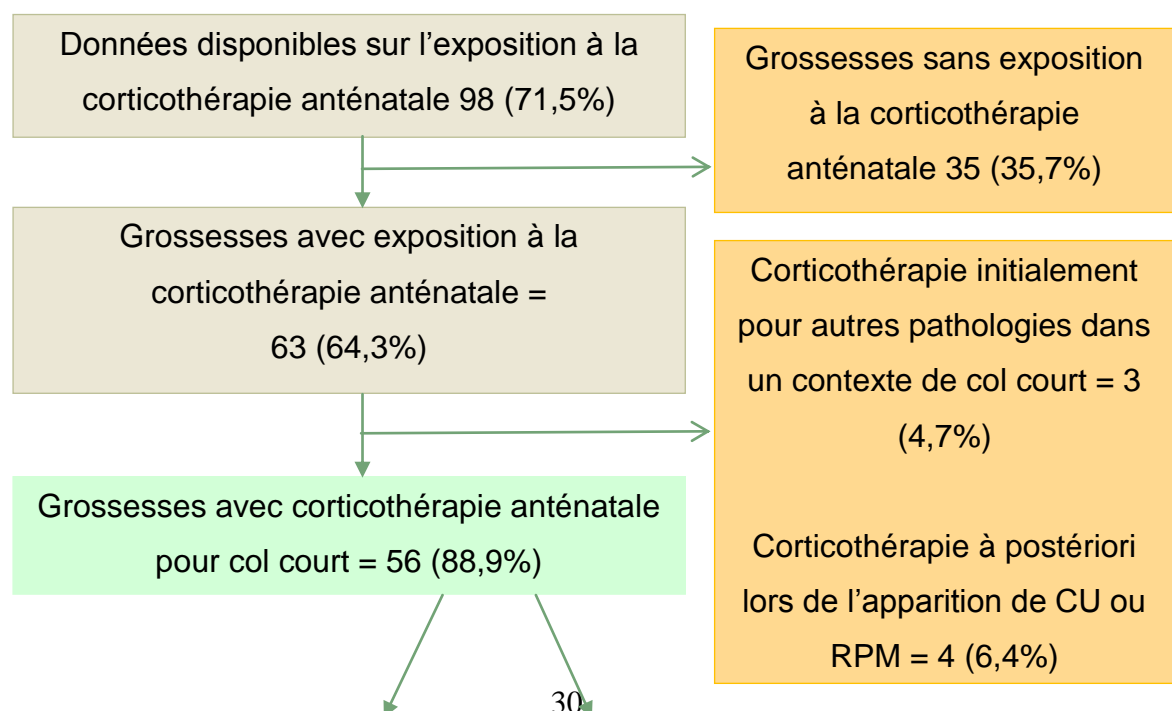 Données disponibles sur l’exposition à la
corticothérapie anténatale 98 (71,5%)
Grossesses sans exposition
à la corticothérapie
anténatale 35 (35,7%)
Grossesses avec exposition à la
corticothérapie anténatale =
63 (64,3%)
Corticothérapie initialement
pour autres pathologies dans
un contexte de col court = 3
(4,7%)
Corticothérapie à postériori
lors de l’apparition de CU ou
RPM = 4 (6,4%)
Grossesses avec corticothérapie anténatale
pour col court = 56 (88,9%)
30